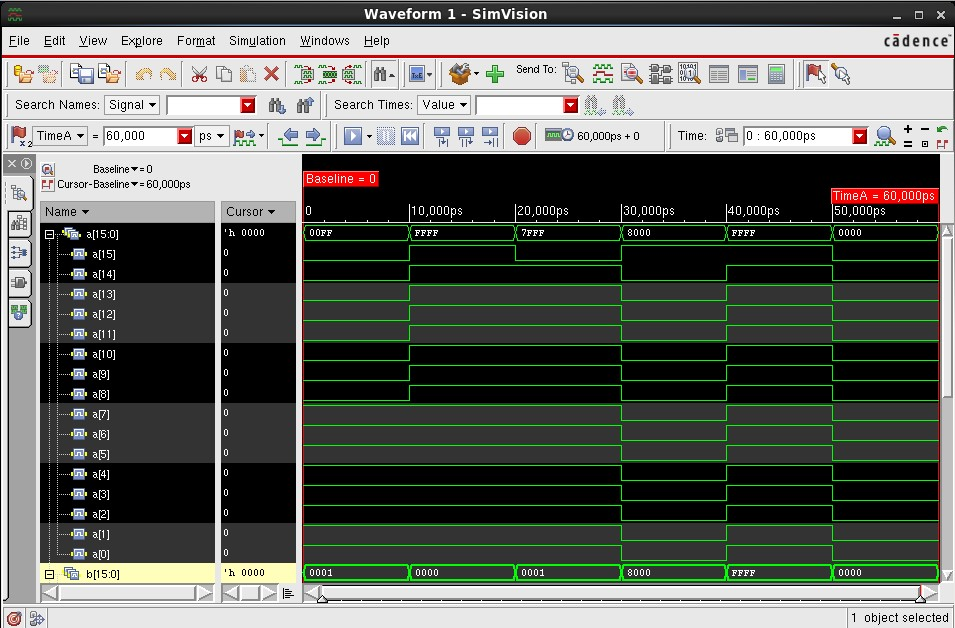 Waveform 1 - SimVision
File Edit View Explore Format Simulation Windows Help cādence
Send To:
Search Names: Signal Search Times: Value
TimeA = 60,000 ps 60,000ps + 0 Time: 0 : 60,000ps
Baseline = 0
Cursor-Baseline = 60,000ps
Baseline = 0
TimeA = 60,000ps
Name Cursor 0 10,000ps 20,000ps 30,000ps 40,000ps 50,000ps
a[15:0] 'h 0000 00FF FFFF 7FFF 8000 FFFF 0000
a[15] 0
a[14] 0
a[13] 0
a[12] 0
a[11] 0
a[10] 0
a[9] 0
a[8] 0
a[7] 0
a[6] 0
a[5] 0
a[4] 0
a[3] 0
a[2] 0
a[1] 0
a[0] 0
b[15:0] 'h 0000 0001 0000 0001 8000 FFFF 0000
1 object selected